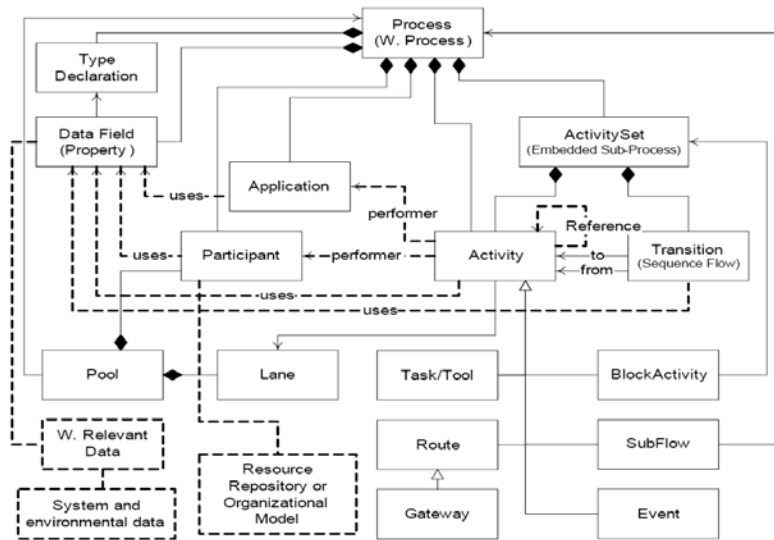 Process
(W. Process)
Type
Declaration
Data Field
(Property )
ActivitySet
(Embedded Sub-Process)
Application
uses
performer
Reference
Participant
Activity
Transition
(Sequence Flow)
uses
performer
to
from
uses
uses
Pool
Lane
Task/Tool
BlockActivity
W. Relevant
Data
Route
SubFlow
Resource
Repository or
Organizational
Model
System and
environmental data
Gateway
Event